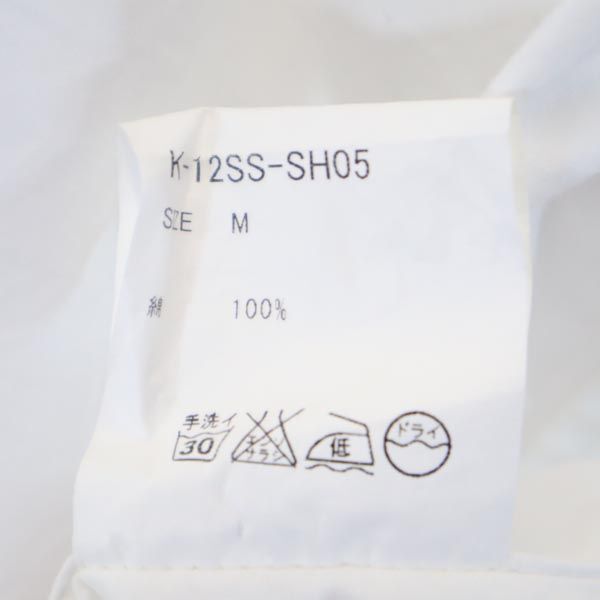 K-12SS-SH05
SIZE M
綿 100%
手洗イ
30 エンソサラシ 低 ドライ